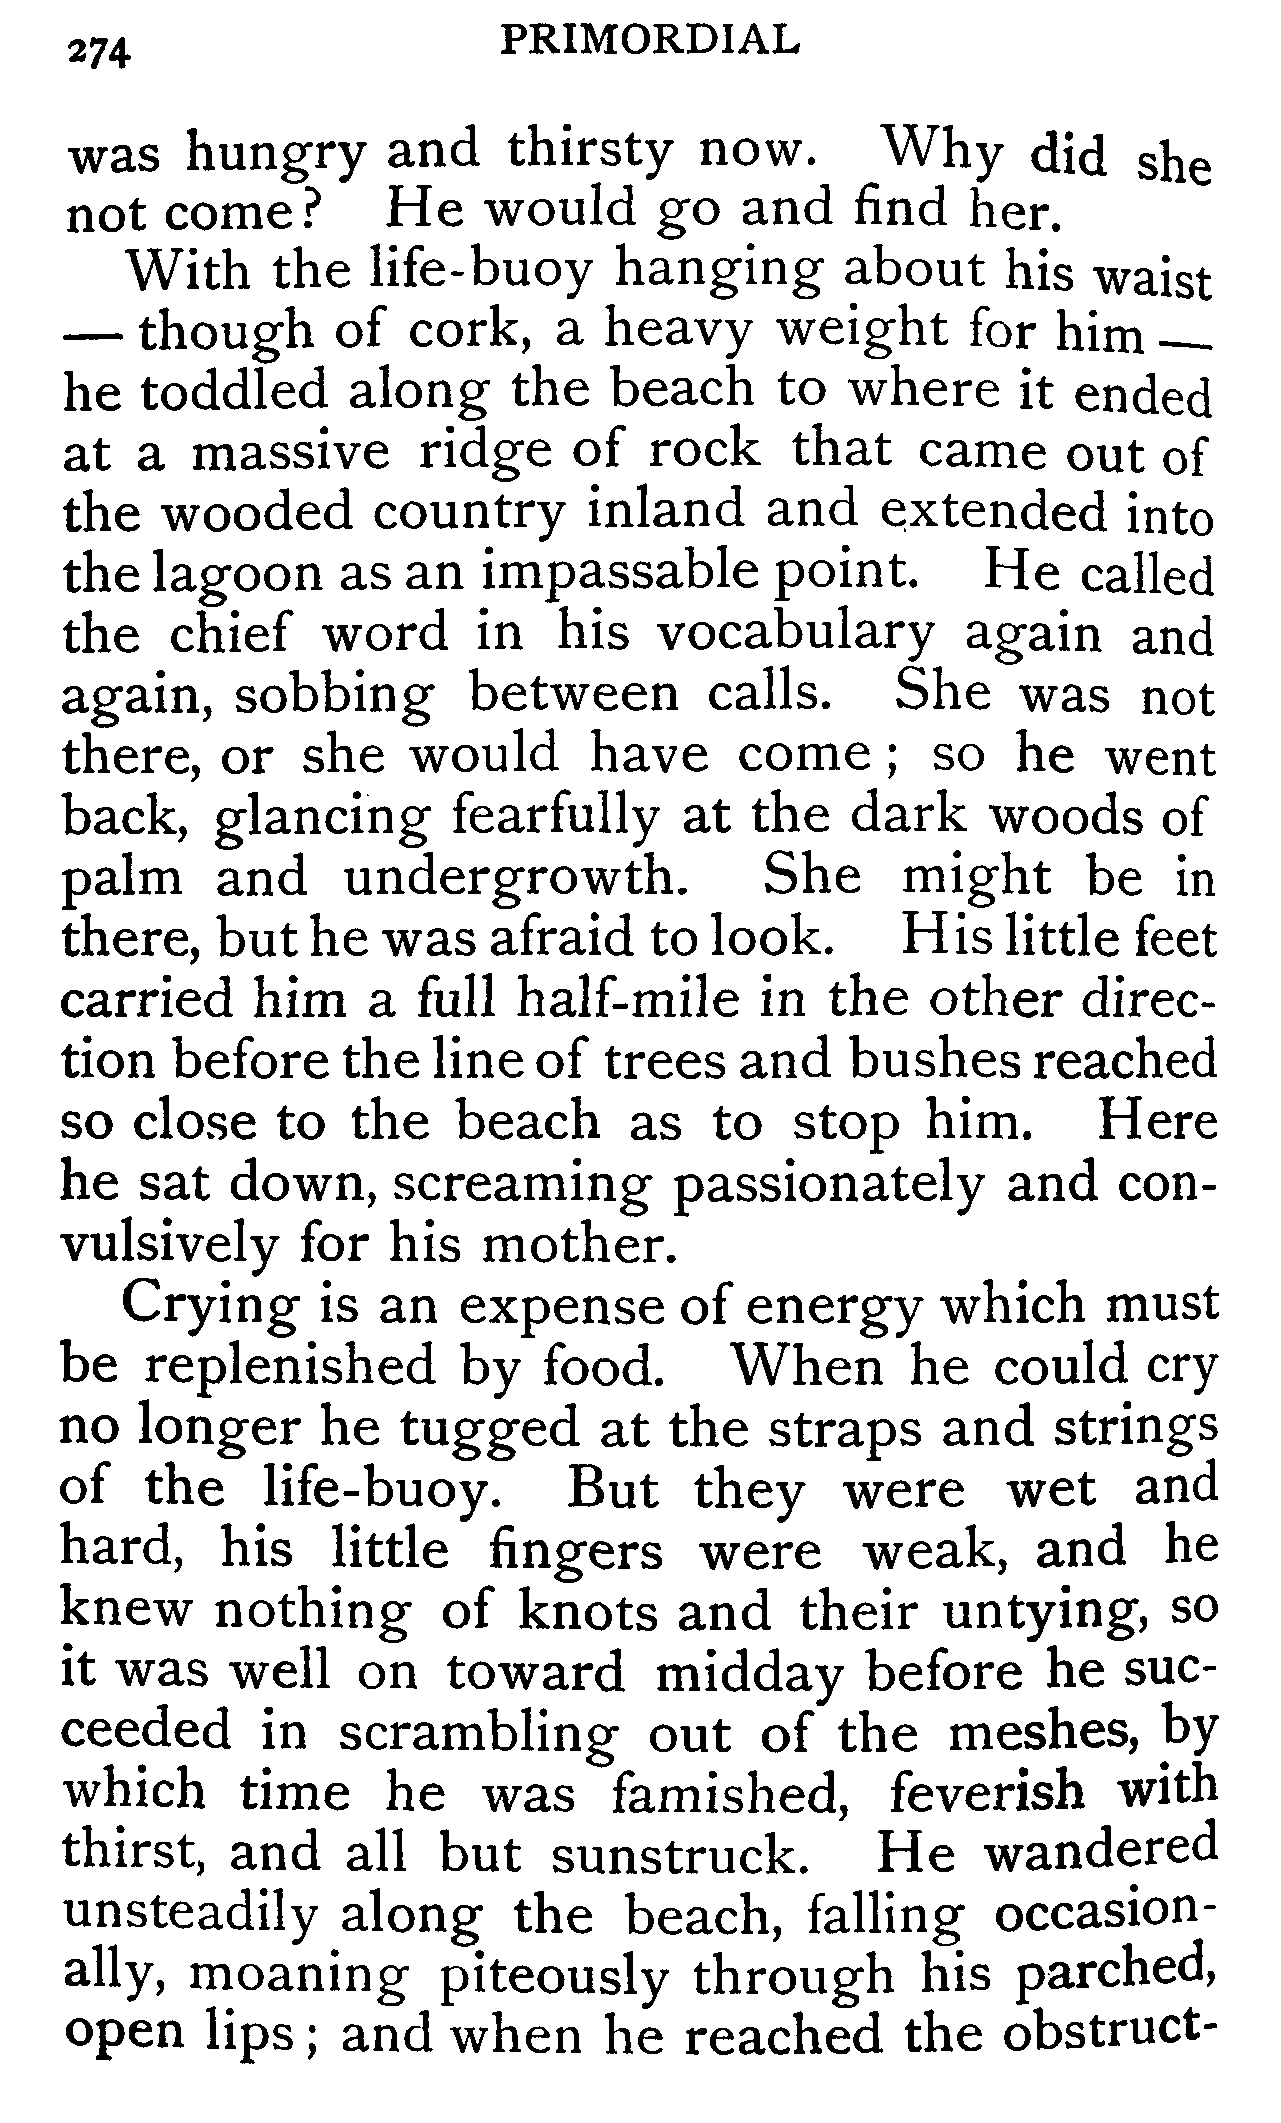 274 PRIMORDIAL
was hungry and thirsty now. Why did she
not come? He would go and find her.
With the life-buoy hanging about his waist
— though of cork, a heavy weight for him —
he toddled along the beach to where it ended
at a massive ridge of rock that came out of
the wooded country inland and extended into
the lagoon as an impassable point. He called
the chief word in his vocabulary again and
again, sobbing between calls. She was not
there, or she would have come; so he went
back, glancing fearfully at the dark woods of
palm and undergrowth. She might be in
there, but he was afraid to look. His little feet
carried him a full half-mile in the other direc-
tion before the line of trees and bushes reached
so close to the beach as to stop him. Here
he sat down, screaming passionately and con-
vulsively for his mother.
Crying is an expense of energy which must
be replenished by food. When he could cry
no longer he tugged at the straps and strings
of the life-buoy. But they were wet and
hard, his little fingers were weak, and he
knew nothing of knots and their untying, so
it was well on toward midday before he suc-
ceeded in scrambling out of the meshes, by
which time he was famished, feverish with
thirst, and all but sunstruck. He wandered
unsteadily along the beach, falling occasion-
ally, moaning piteously through his parched,
open lips; and when he reached the obstruct-